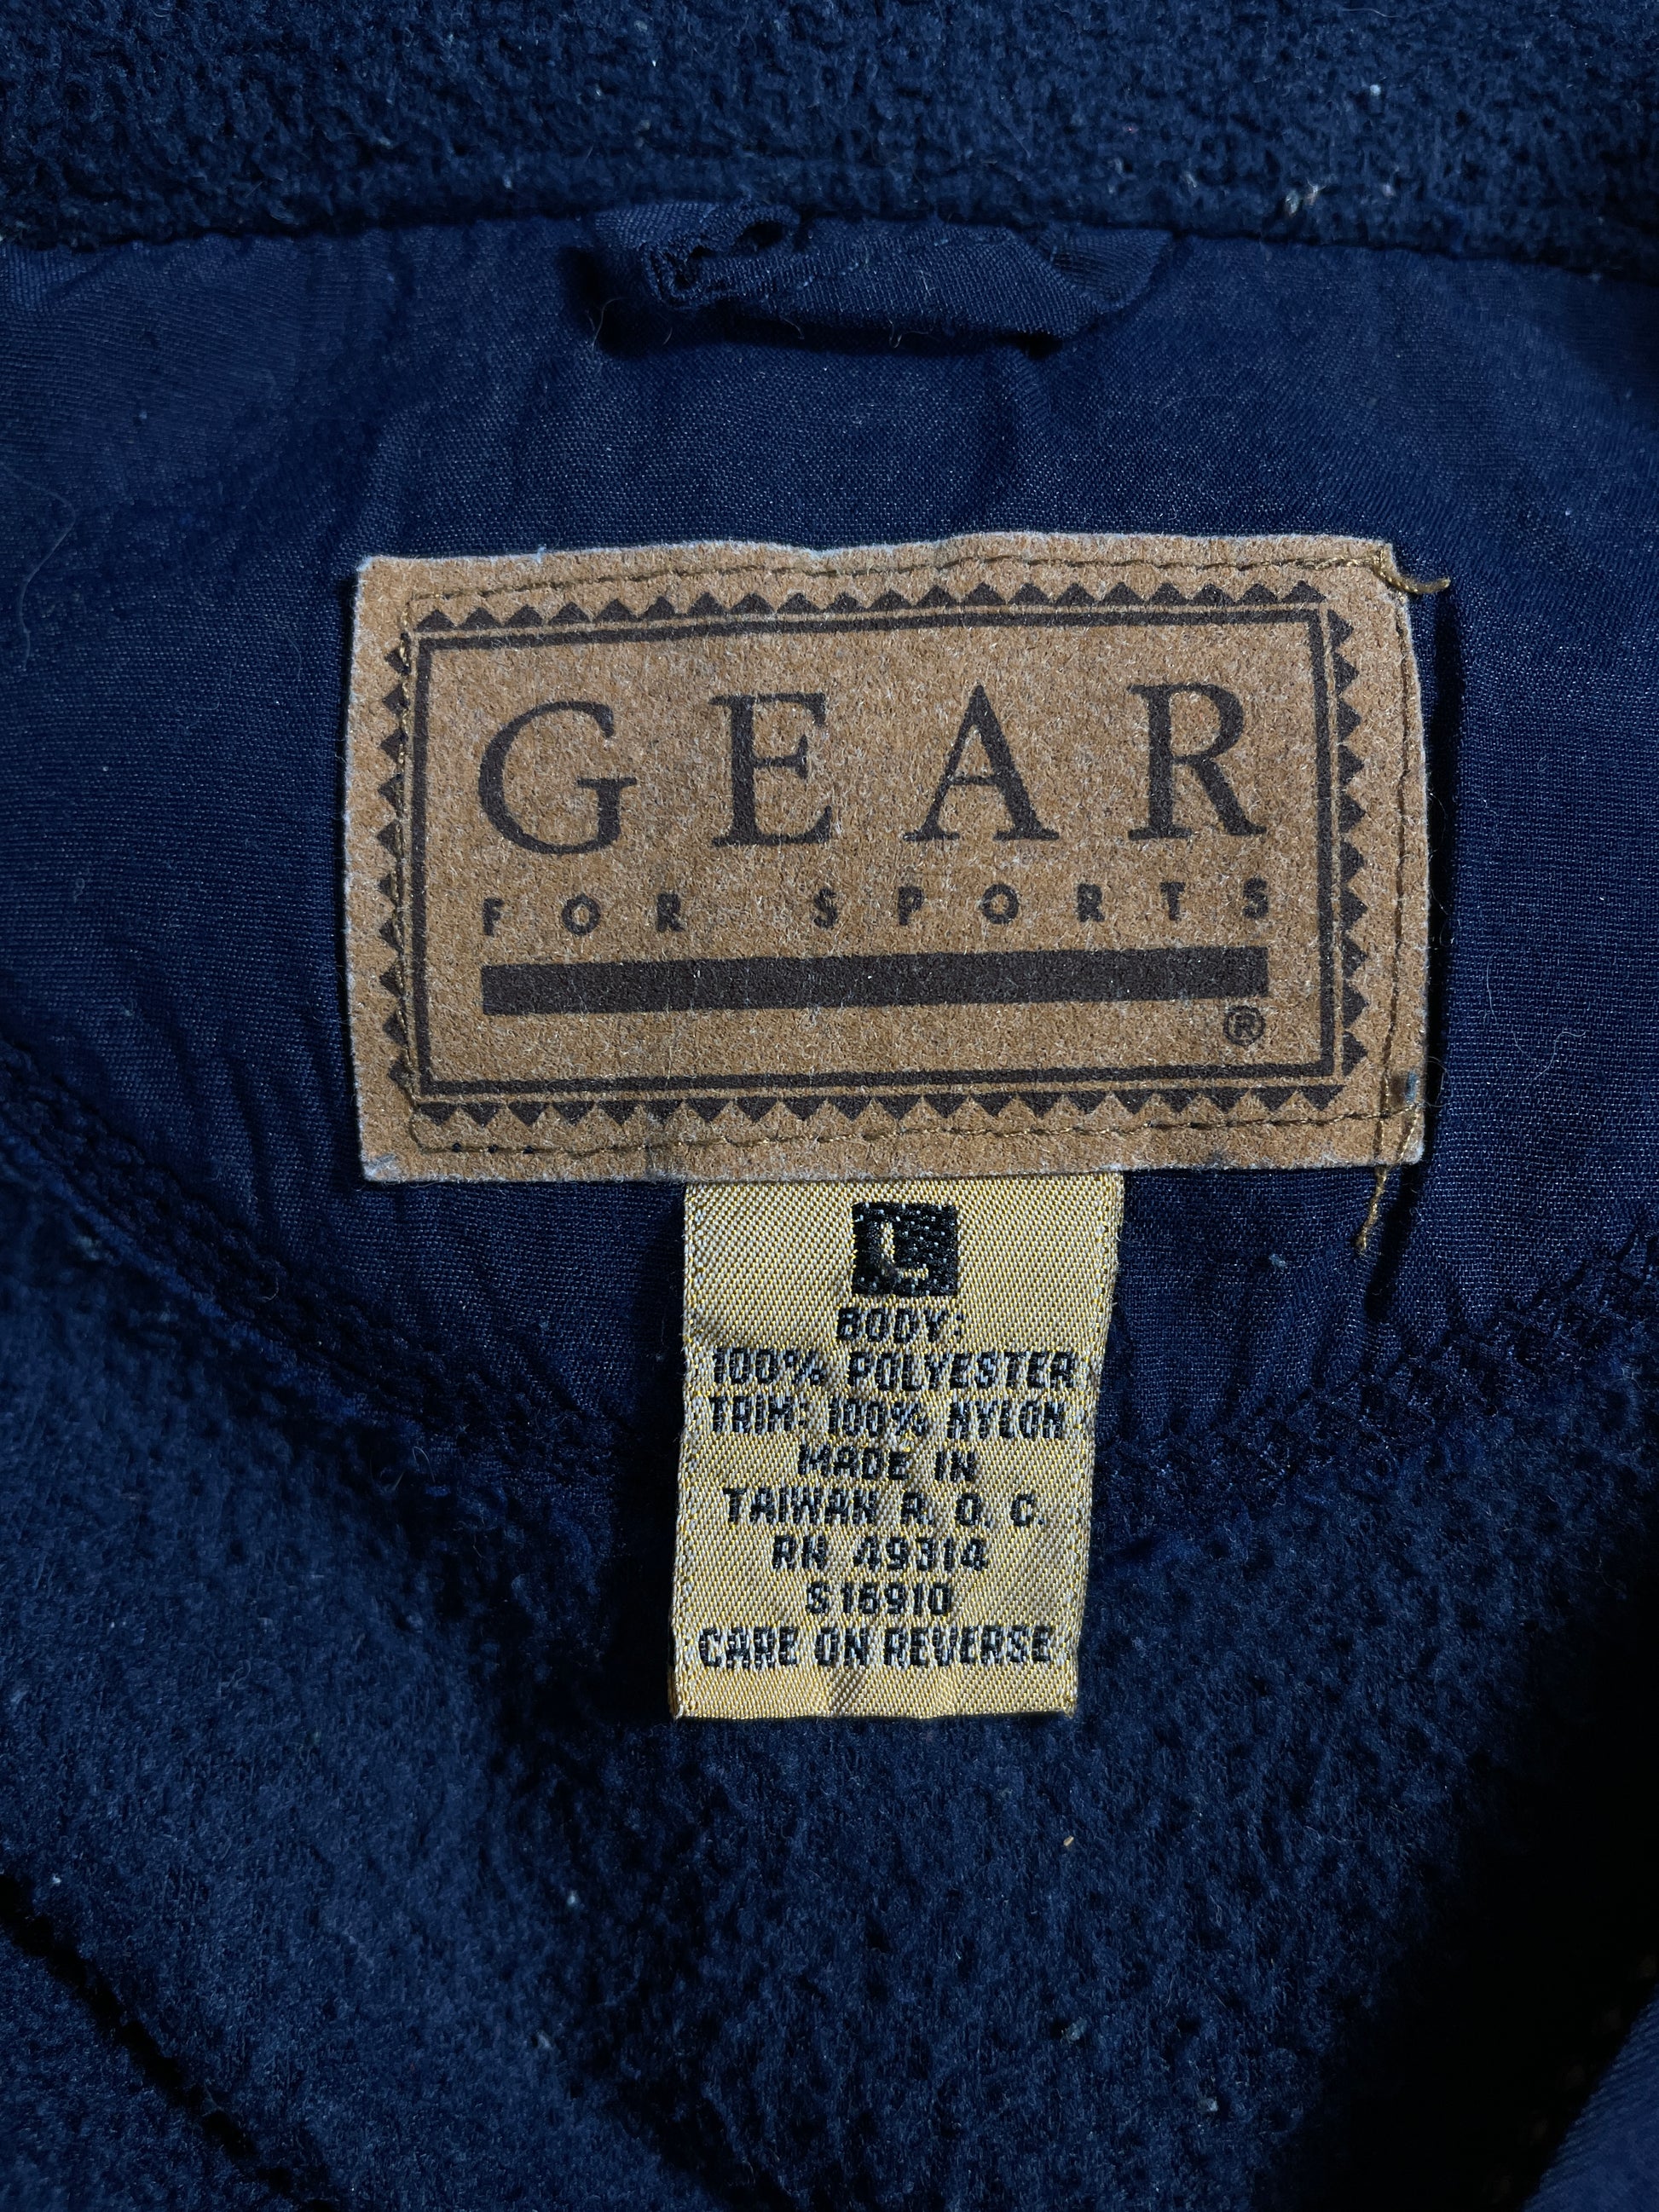 GEAR
FOR SPORTS
®
L
BODY:
100% POLYESTER
TRIM: 100% NYLON
MADE IN
TAIWAN R. O. C.
RN 49314
S16910
CARE ON REVERSE